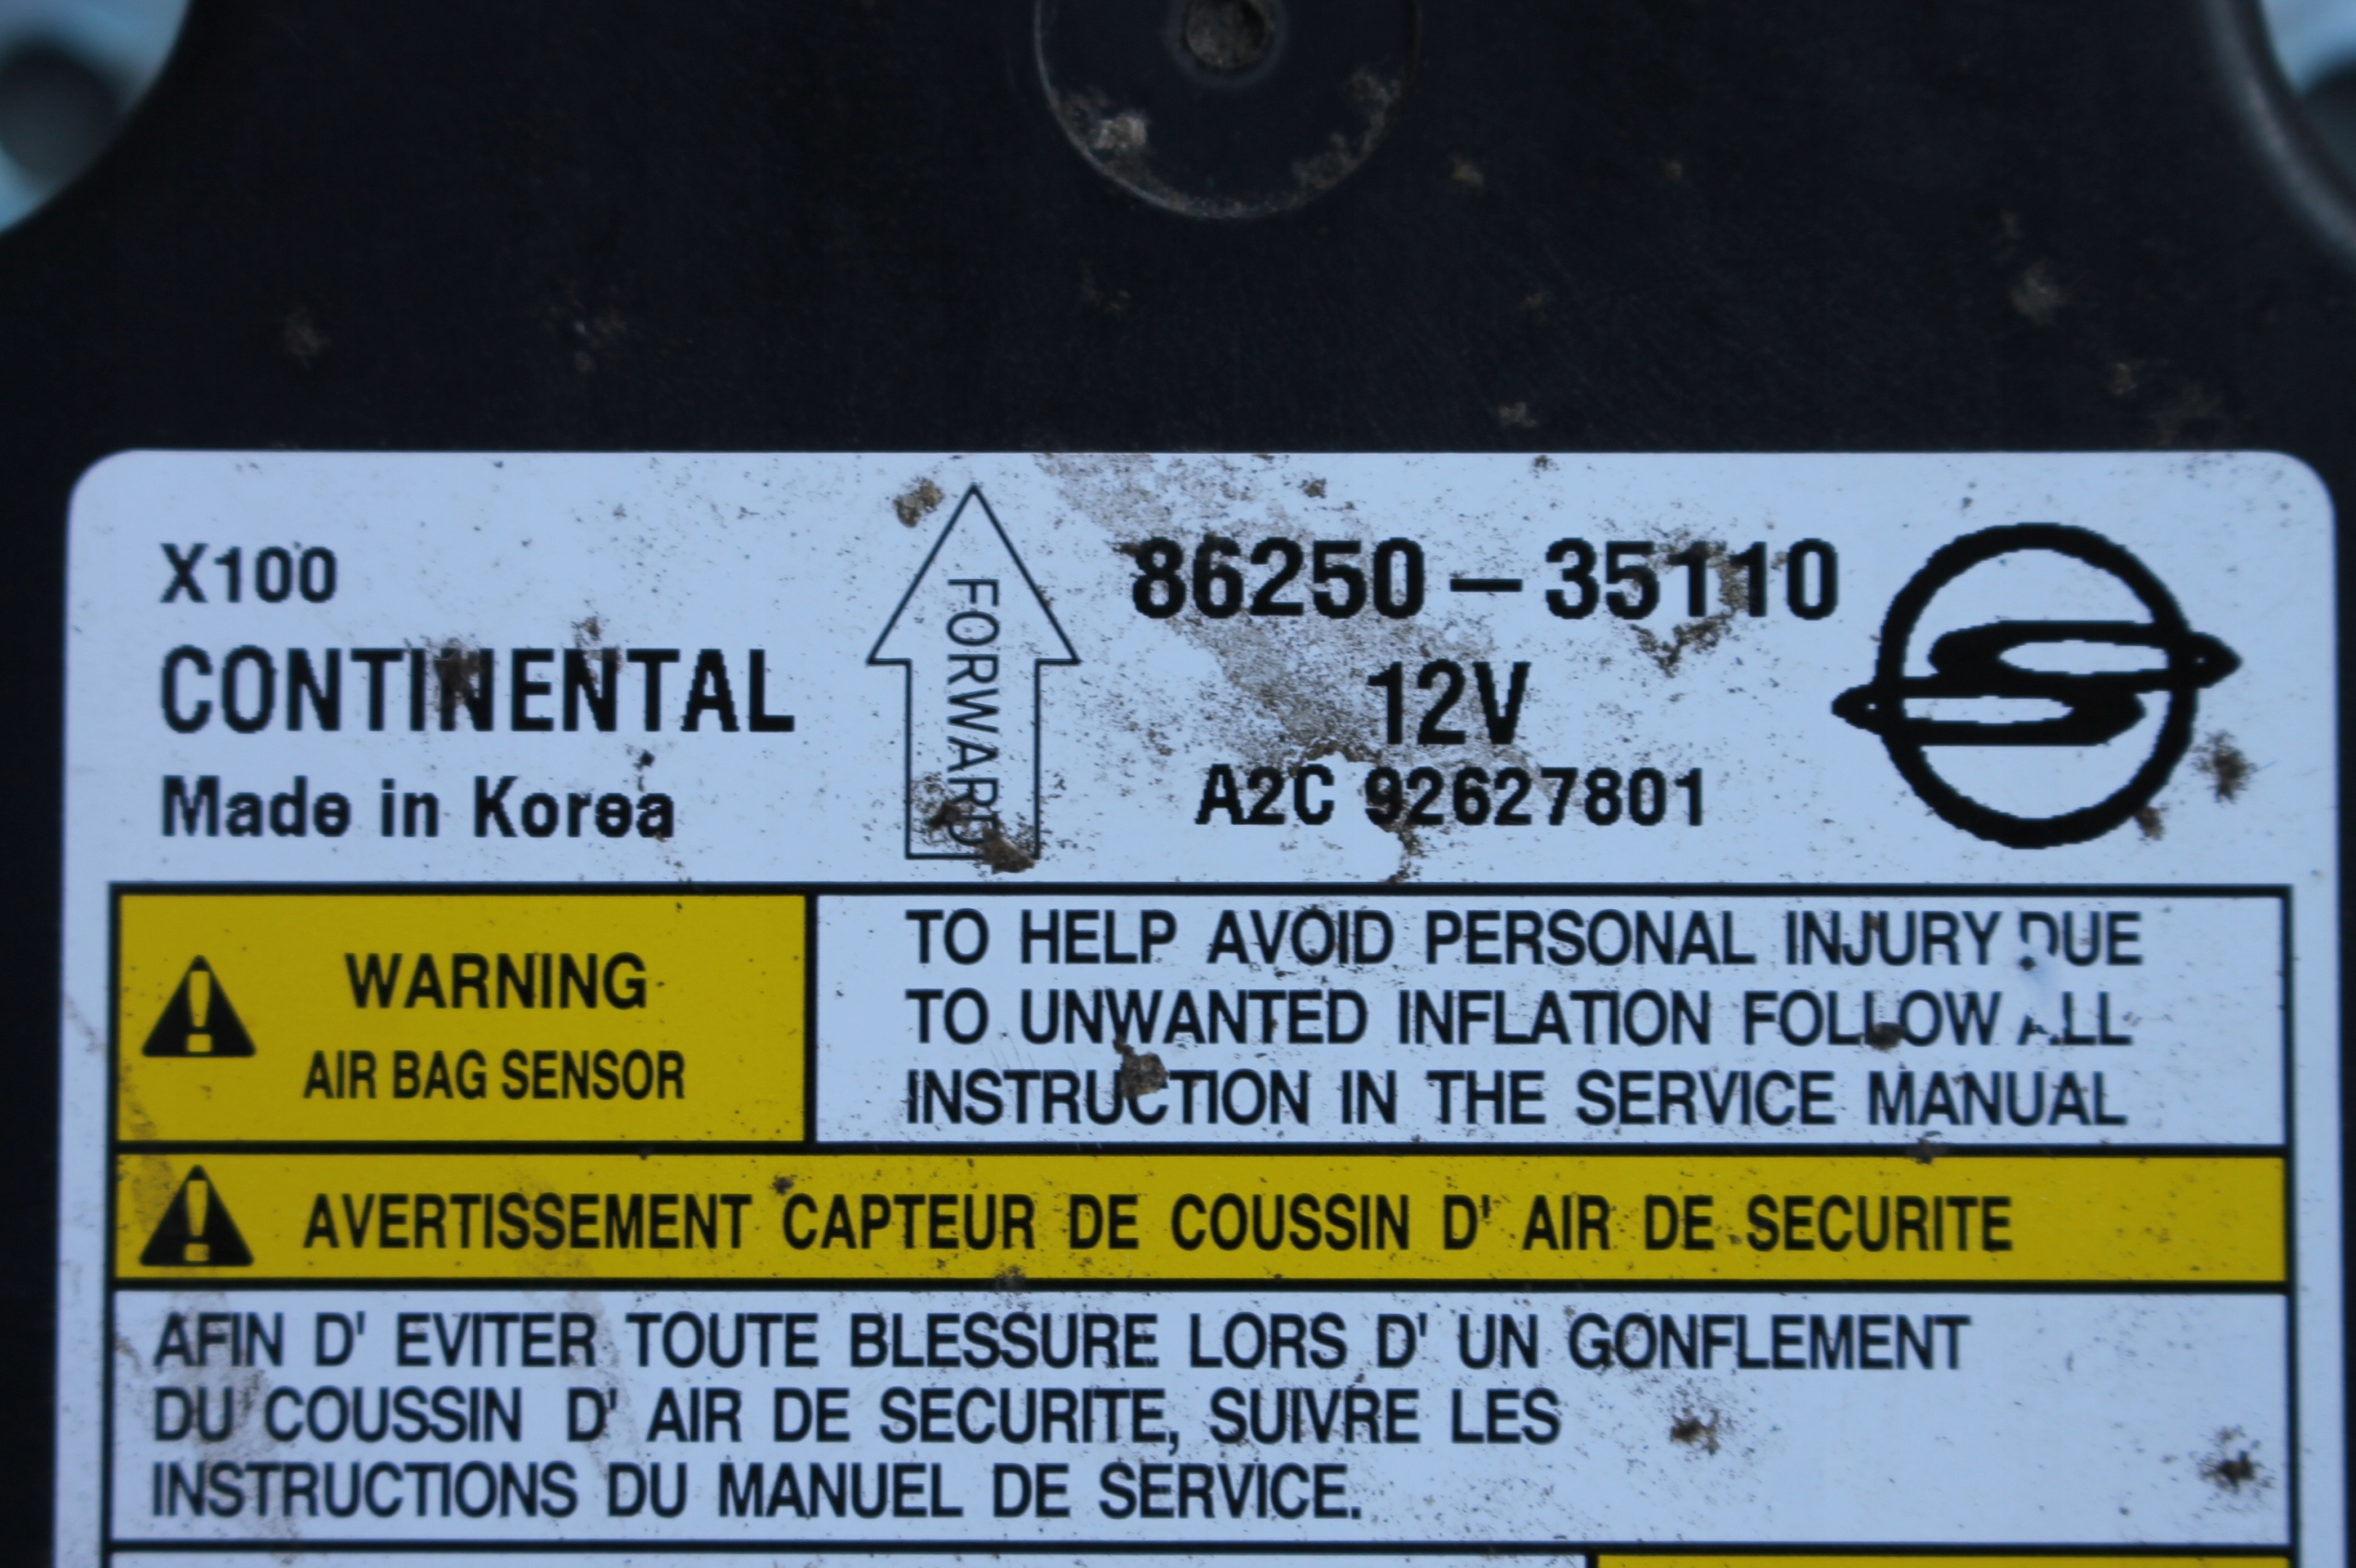 X100
CONTINENTAL
Made in Korea
FORWARD
86250-35110
12V
A2C 92627801
WARNING
AIR BAG SENSOR
TO HELP AVOID PERSONAL INJURY DUE
TO UNWANTED INFLATION FOLLOW ALL
INSTRUCTION IN THE SERVICE MANUAL
AVERTISSEMENT CAPTEUR DE COUSSIN D' AIR DE SECURITE
AFIN D' EVITER TOUTE BLESSURE LORS D' UN GONFLEMENT
DU COUSSIN D' AIR DE SECURITE, SUIVRE LES
INSTRUCTIONS DU MANUEL DE SERVICE.